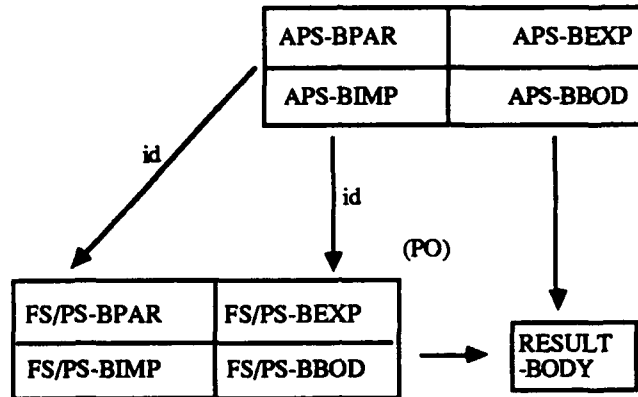 APS-BPAR APS-BEXP
APS-BIMP APS-BBOD
id
id
(PO)
FS/PS-BPAR FS/PS-BEXP
FS/PS-BIMP FS/PS-BBOD
RESULT
-BODY